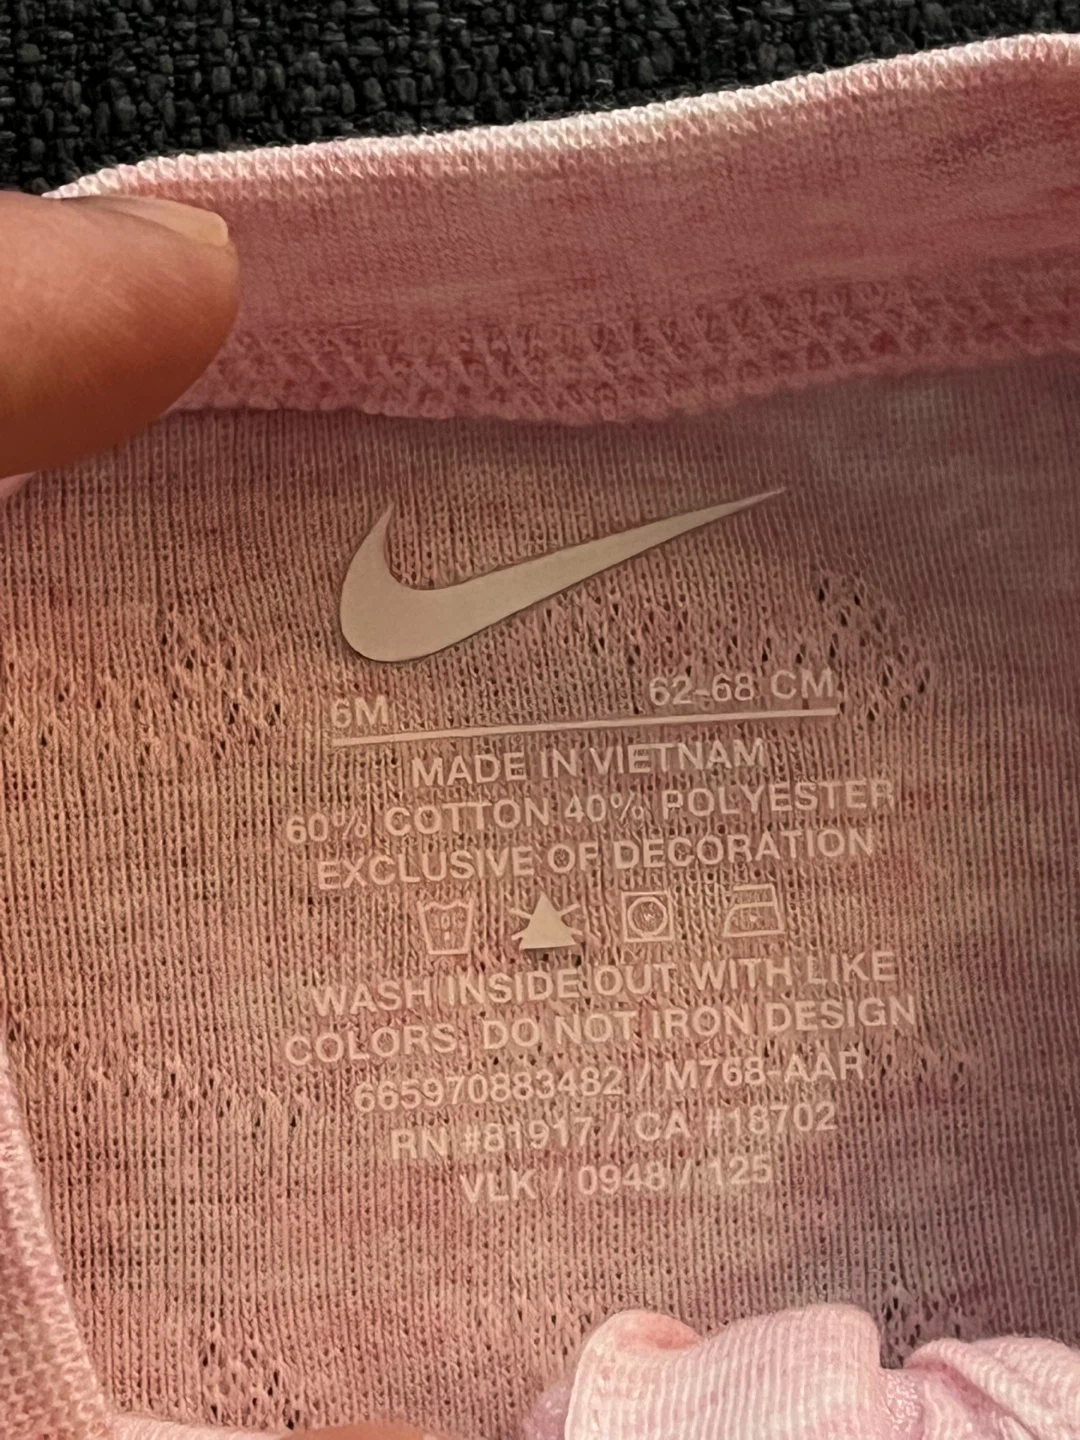 6M 62-68 CM
MADE IN VIETNAM
60% COTTON 40% POLYESTER
EXCLUSIVE OF DECORATION
WASH INSIDE OUT WITH LIKE
COLORS. DO NOT IRON DESIGN
665970883482 / M768-AAR
RN #81917 / CA #18702
VLK / 0948 / 125